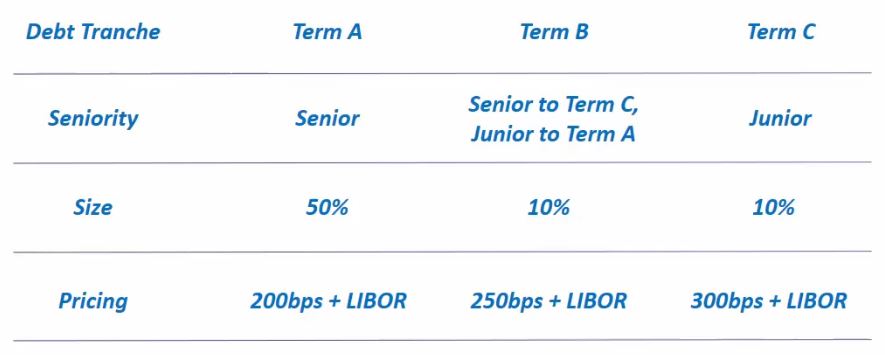 Debt Tranche Term A Term B Term C
Seniority Senior Senior to Term C, Junior
Junior to Term A
Size 50% 10% 10%
Pricing 200bps + LIBOR 250bps + LIBOR 300bps + LIBOR